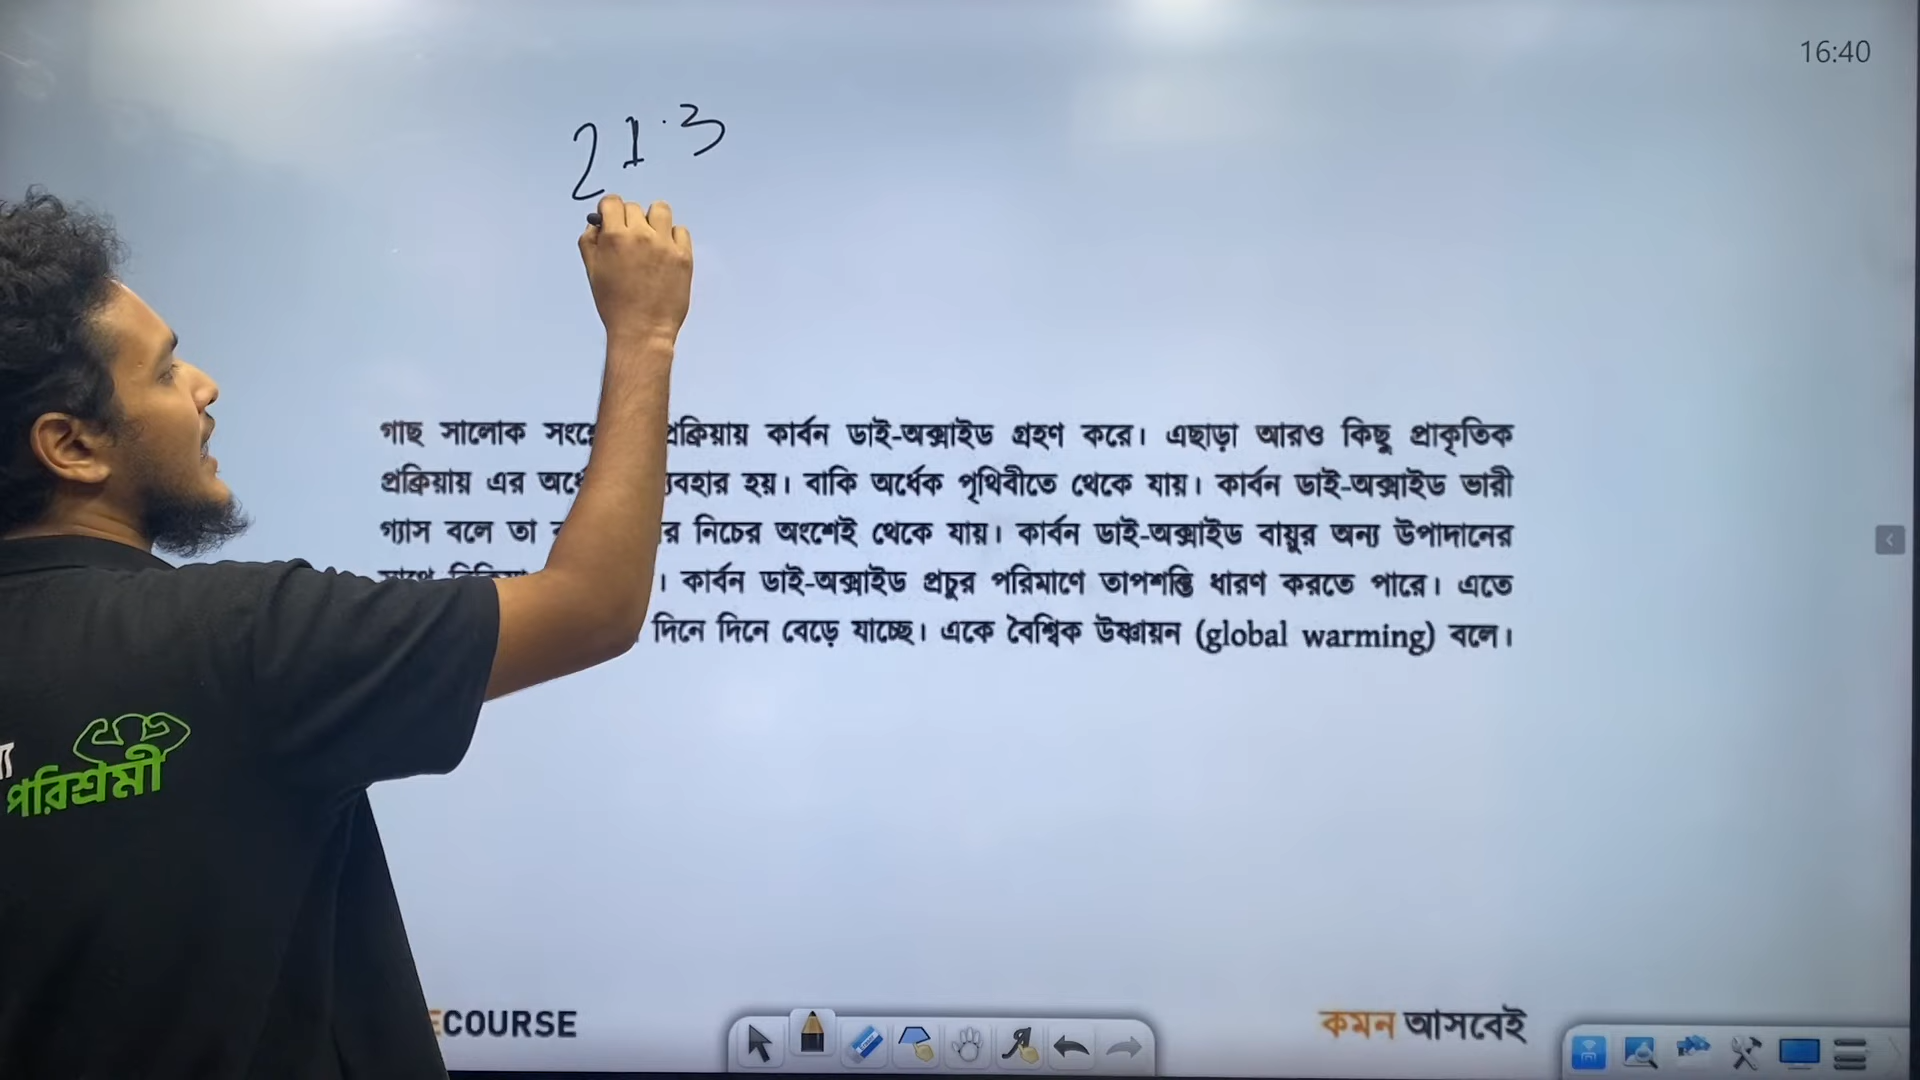 16:40
21.3
গাছ সালোক প্রক্রিয়ায় কার্বন ডাই-অক্সাইড গ্রহণ করে। এছাড়া আরও কিছু প্রাকৃতিক
প্রক্রিয়ায় এর হয়। বাকি অর্ধেক পৃথিবীতে থেকে যায়। কার্বন ডাই-অক্সাইড ভারী
গ্যাস বলে তা নিচের অংশেই থেকে যায়। কার্বন ডাই-অক্সাইড বায়ুর অন্য উপাদানের
। কার্বন ডাই-অক্সাইড প্রচুর পরিমাণে তাপশক্তি ধারণ করতে পারে। এতে
দিনে দিনে বেড়ে যাচ্ছে। একে বৈশ্বিক উষ্ণায়ন (global warming) বলে।
পরিশ্রমী
ECOURSE
কমন আসবেই